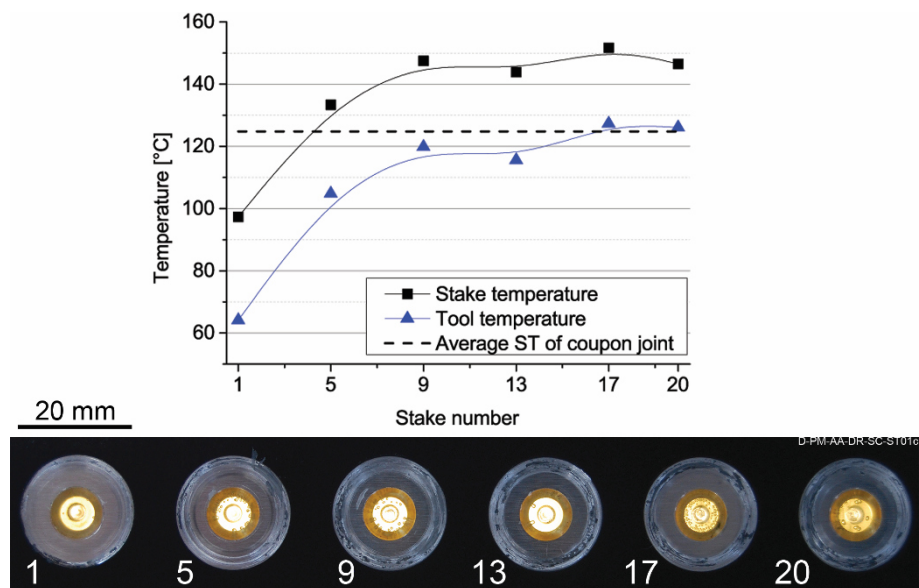 160
140
120
100
80
60
Temperature [°C]
Stake temperature
Tool temperature
Average ST of coupon joint
1 5 9 13 17 20
Stake number
20 mm
D-PM-AA-DR-SC-ST01c
1 5 9 13 17 20